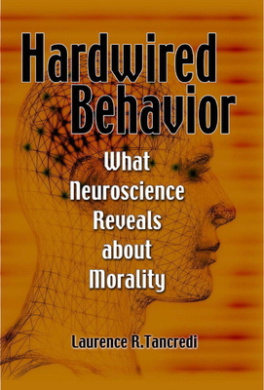 Hardwired
Behavior
What
Neuroscience
Reveals
about
Morality
Laurence R.Tancredi